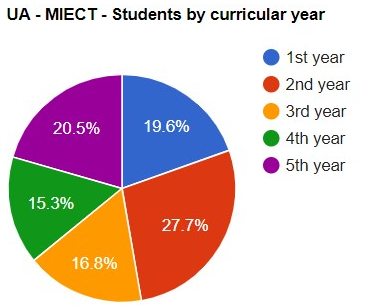 UA - MIECT - Students by curricular year
1st year
2nd year
3rd year
4th year
5th year
19.6%
27.7%
16.8%
15.3%
20.5%